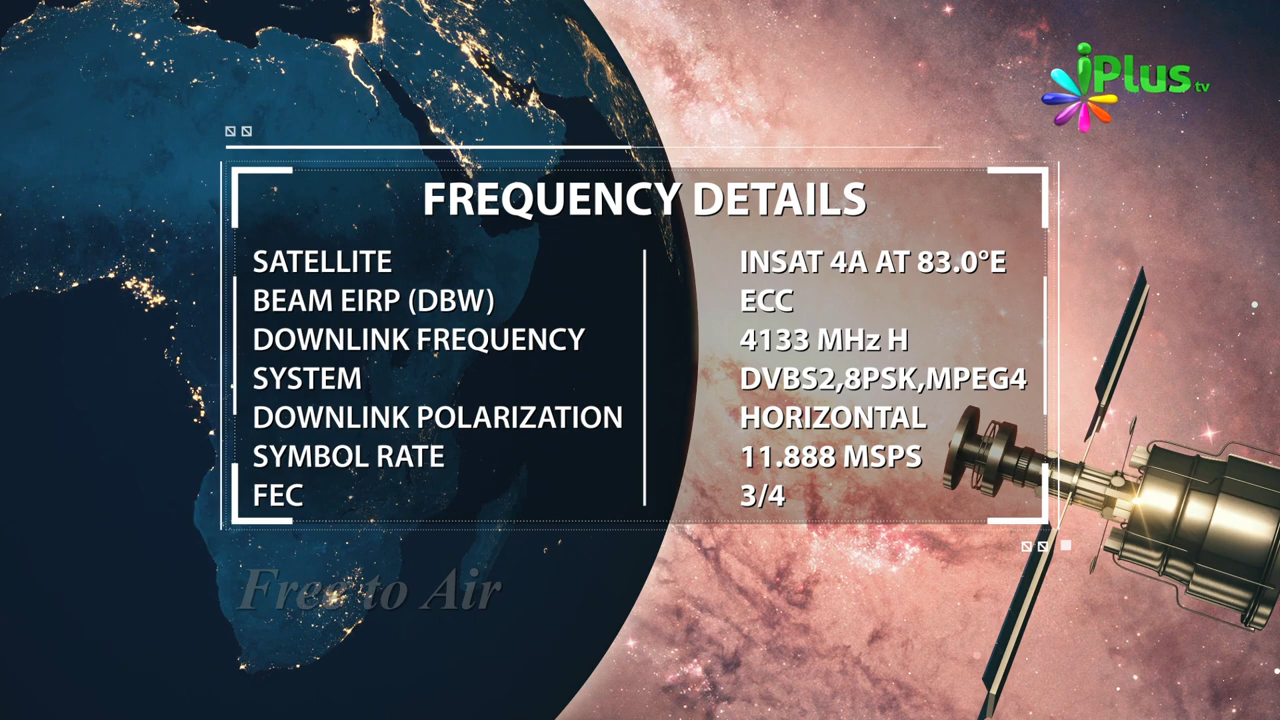 iPlus tv
FREQUENCY DETAILS
SATELLITE INSAT 4A AT 83.0°E
BEAM EIRP (DBW) ECC
DOWNLINK FREQUENCY 4133 MHz H
SYSTEM DVBS2,8PSK,MPEG4
DOWNLINK POLARIZATION HORIZONTAL
SYMBOL RATE 11.888 MSPS
FEC 3/4
Free to Air